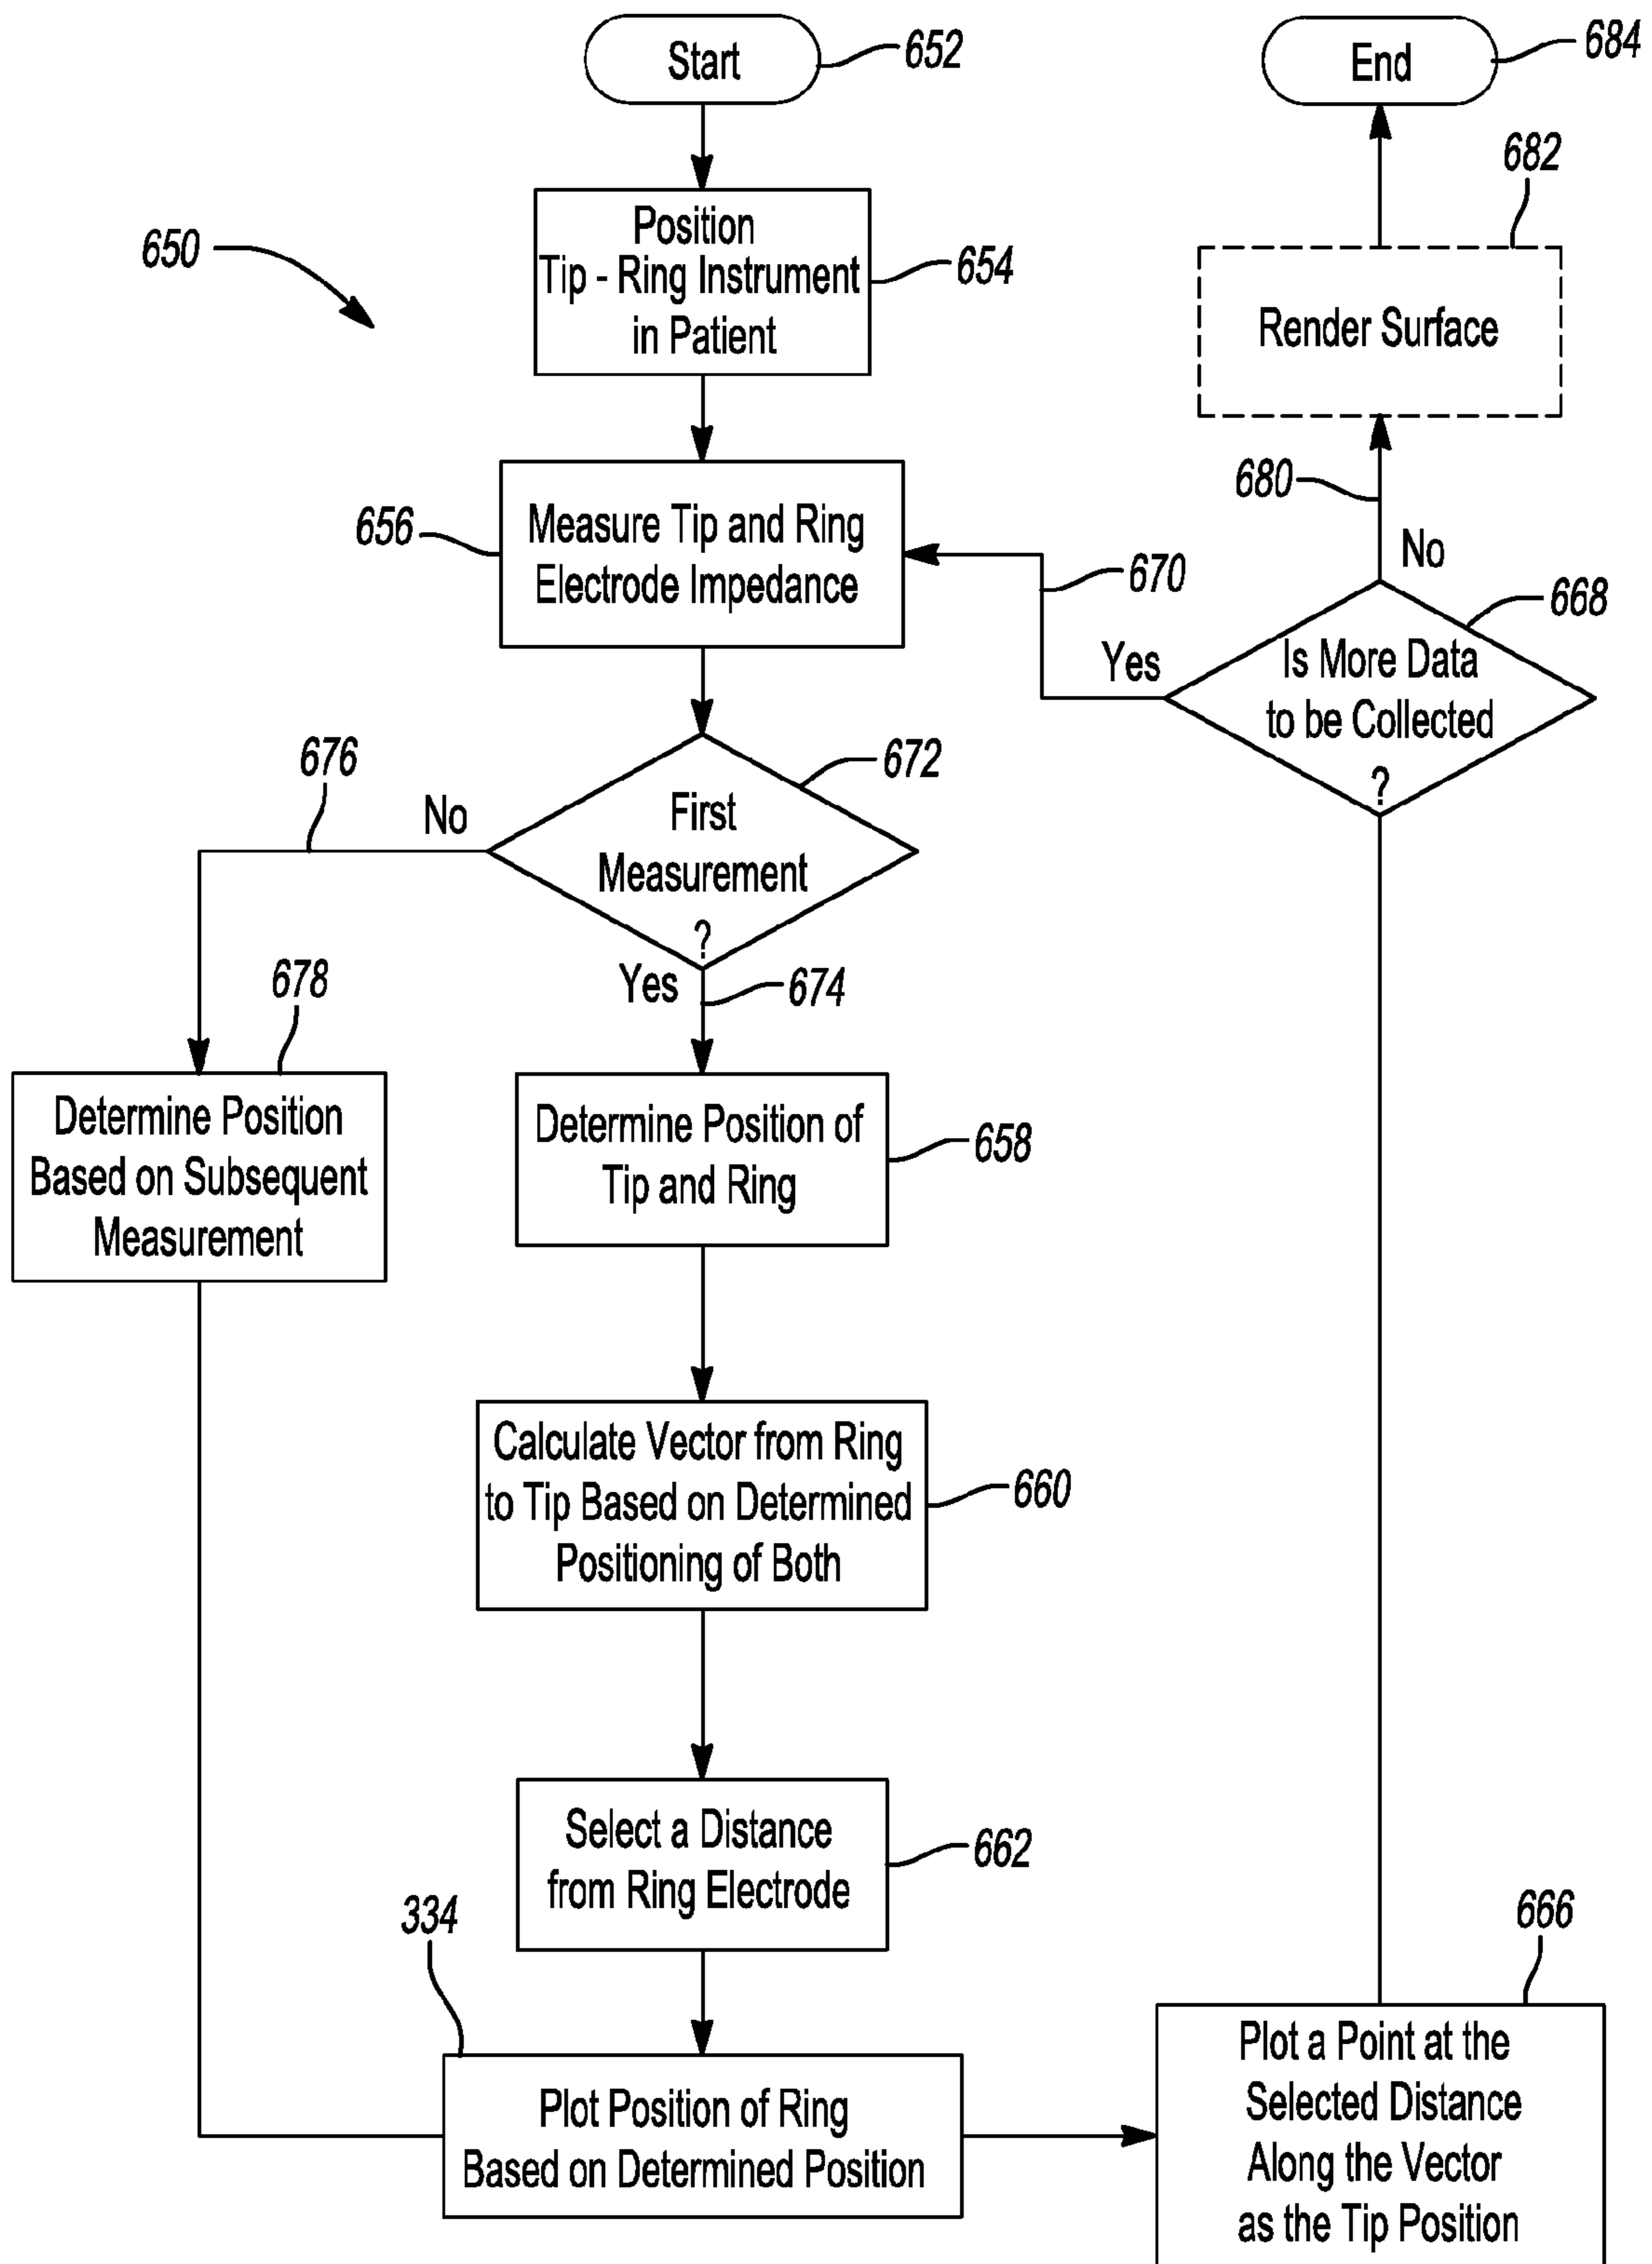 Start
652
650
Position
Tip - Ring Instrument
in Patient
654
656
Measure Tip and Ring
Electrode Impedance
670
676
No
First
Measurement
?
672
Yes
674
678
Determine Position
Based on Subsequent
Measurement
Determine Position of
Tip and Ring
658
Calculate Vector from Ring
to Tip Based on Determined
Positioning of Both
660
Select a Distance
from Ring Electrode
662
334
Plot Position of Ring
Based on Determined Position
666
Plot a Point at the
Selected Distance
Along the Vector
as the Tip Position
668
Is More Data
to be Collected
?
Yes
No
680
682
Render Surface
End
684